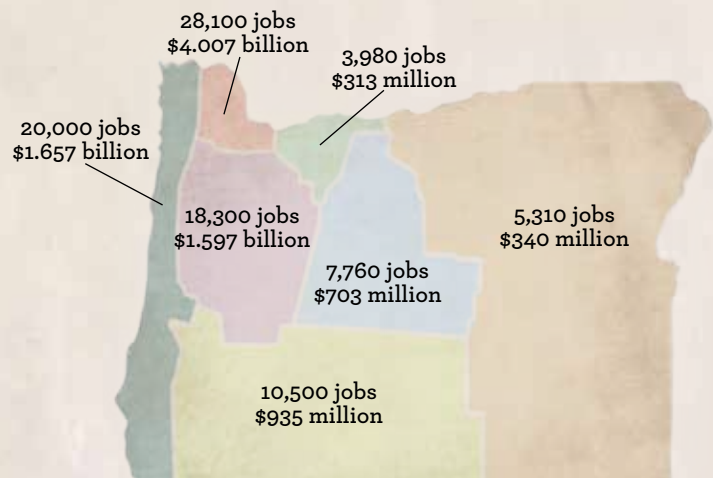 28,100 jobs
$4.007 billion
3,980 jobs
$313 million
20,000 jobs
$1.657 billion
18,300 jobs
$1.597 billion
5,310 jobs
$340 million
7,760 jobs
$703 million
10,500 jobs
$935 million